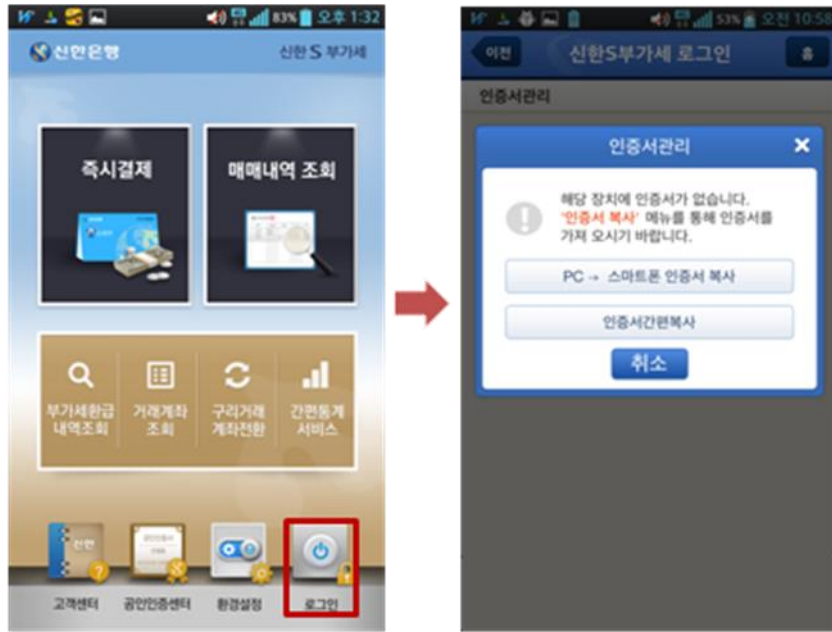 83% 오후 1:32
신한은행
신한 S 부가세
즉시결제
매매내역 조회
부가세환급
내역조회
거래계좌
조회
구리거래
계좌전환
간편통계
서비스
신한
고객센터
공인인증센터
환경설정
로그인
53% 오전 10:58
이전
신한S부가세 로그인
홈
인증서관리
인증서관리
해당 장치에 인증서가 없습니다.
'인증서 복사' 메뉴를 통해 인증서를
가져 오시기 바랍니다.
PC → 스마트폰 인증서 복사
인증서간편복사
취소